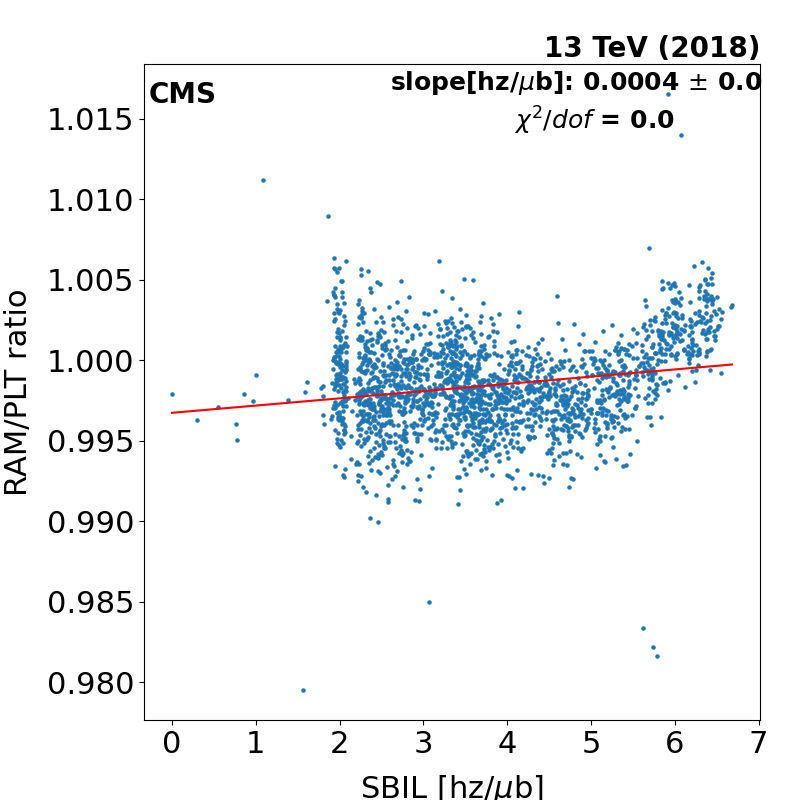 13 TeV (2018)
CMS
slope[hz/μb]: 0.0004 ± 0.0
χ²/dof = 0.0
1.015
1.010
1.005
1.000
0.995
0.990
0.985
0.980
RAM/PLT ratio
0 1 2 3 4 5 6 7
SBIL [hz/μb]